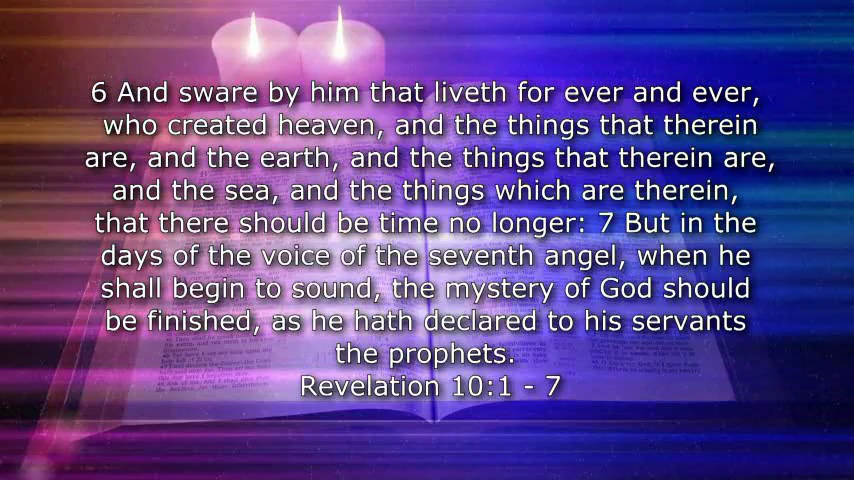 6 And sware by him that liveth for ever and ever,
who created heaven, and the things that therein
are, and the earth, and the things that therein are,
and the sea, and the things which are therein,
that there should be time no longer: 7 But in the
days of the voice of the seventh angel, when he
shall begin to sound, the mystery of God should
be finished, as he hath declared to his servants
the prophets.
Revelation 10:1 - 7